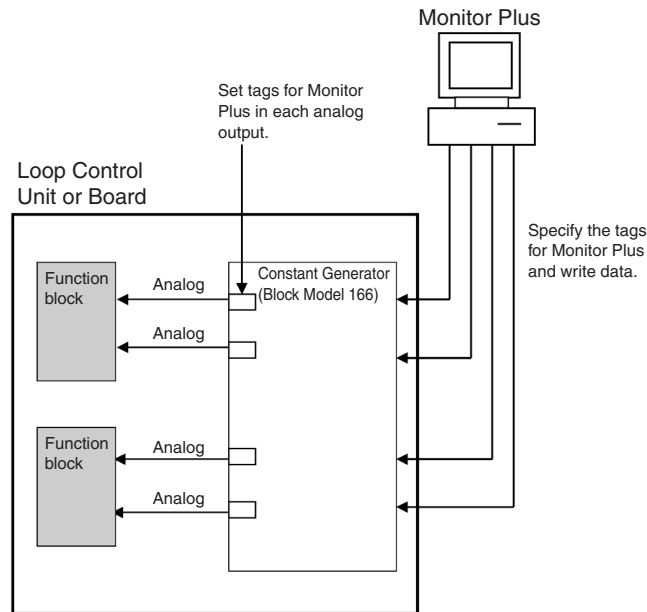 Monitor Plus
Set tags for Monitor
Plus in each analog
output.
Loop Control
Unit or Board
Specify the tags
for Monitor Plus
and write data.
Function
block
Analog
Constant Generator
(Block Model 166)
Analog
Function
block
Analog
Analog